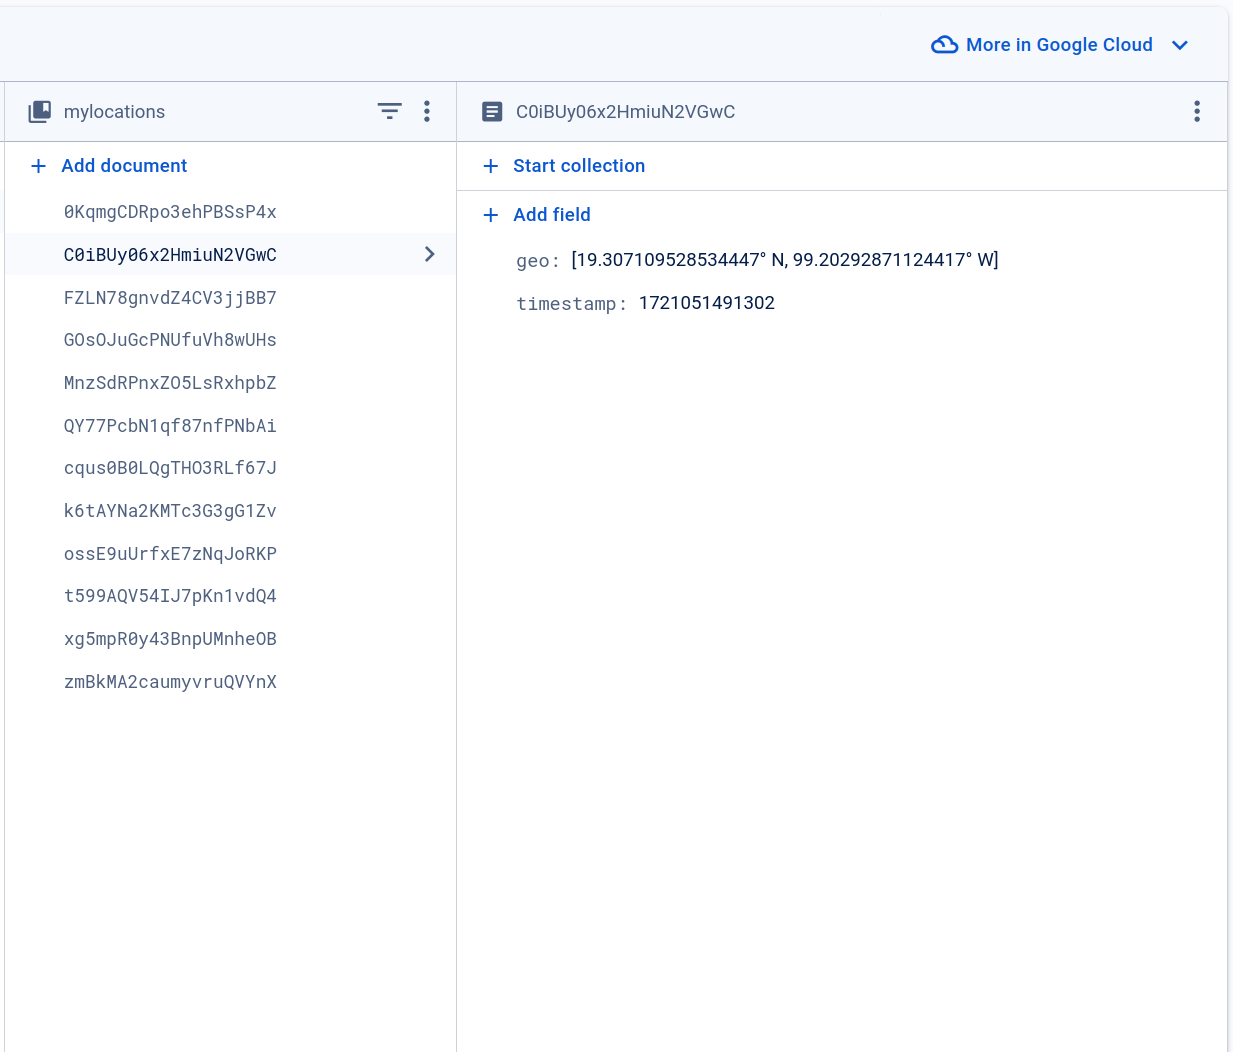 More in Google Cloud
mylocations
Add document
0KqmgCDRpo3ehPBSsP4x
C0iBUy06x2HmiuN2VGwC
FZLN78gnvdZ4CV3jjBB7
GOsOJuGcPNUfuVh8wUHs
MnzSdRPnxZO5LsRxhpbZ
QY77PcbN1qf87nfPNbAi
cqus0B0LQgTHO3RLf67J
k6tAYNa2KMTc3G3gG1Zv
ossE9uUrfxE7zNqJoRKP
t599AQV54IJ7pKn1vdQ4
xg5mpR0y43BnpUMnheOB
zmBkMA2caumyvruQVYnX
C0iBUy06x2HmiuN2VGwC
Start collection
Add field
geo: [19.307109528534447° N, 99.20292871124417° W]
timestamp: 1721051491302